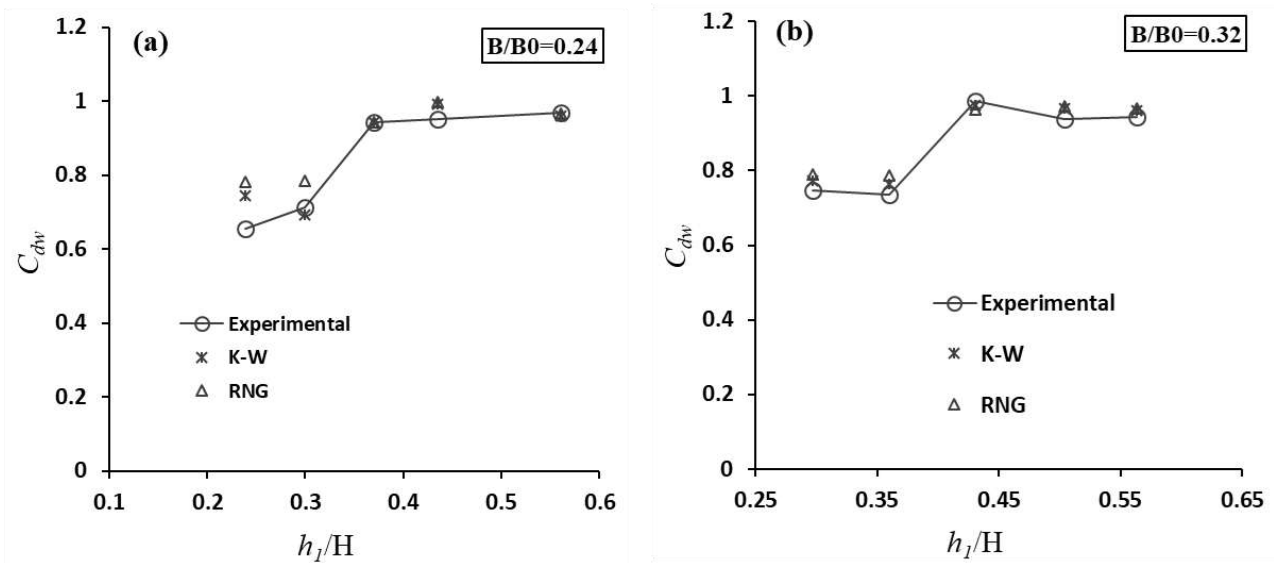 (a)
B/B0=0.24
1.2
1
0.8
0.6
0.4
0.2
0
C_dw
Experimental
K-W
RNG
0.1 0.2 0.3 0.4 0.5 0.6
h_1/H
(b)
B/B0=0.32
1.2
1
0.8
0.6
0.4
0.2
0
C_dw
Experimental
K-W
RNG
0.25 0.35 0.45 0.55 0.65
h_1/H